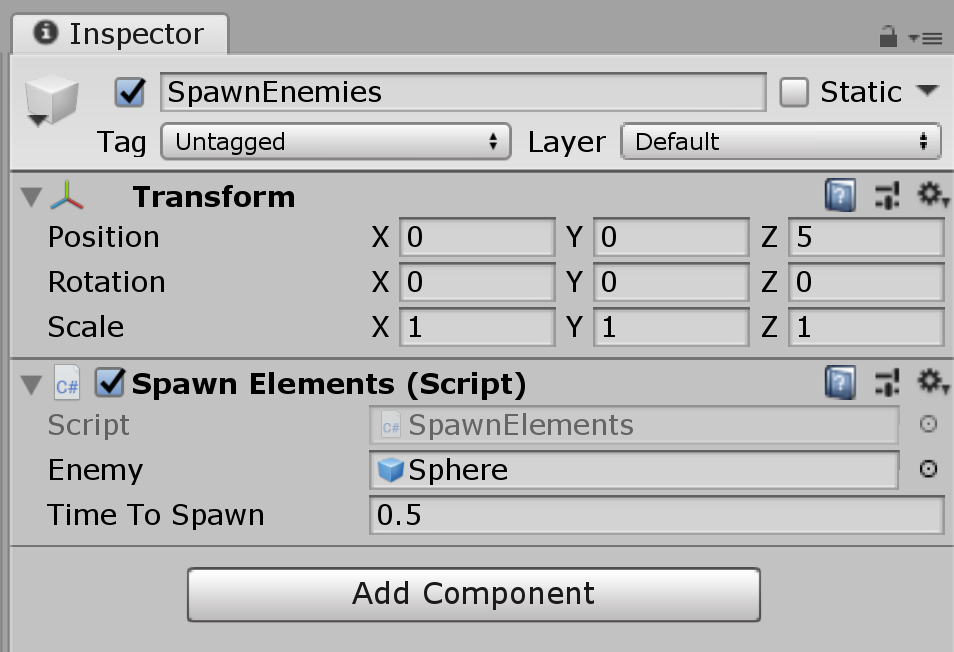 Inspector
SpawnEnemies Static
Tag Untagged Layer Default
Transform
Position X 0 Y 0 Z 5
Rotation X 0 Y 0 Z 0
Scale X 1 Y 1 Z 1
C# Spawn Elements (Script)
Script c# SpawnElements
Enemy Sphere
Time To Spawn 0.5
Add Component